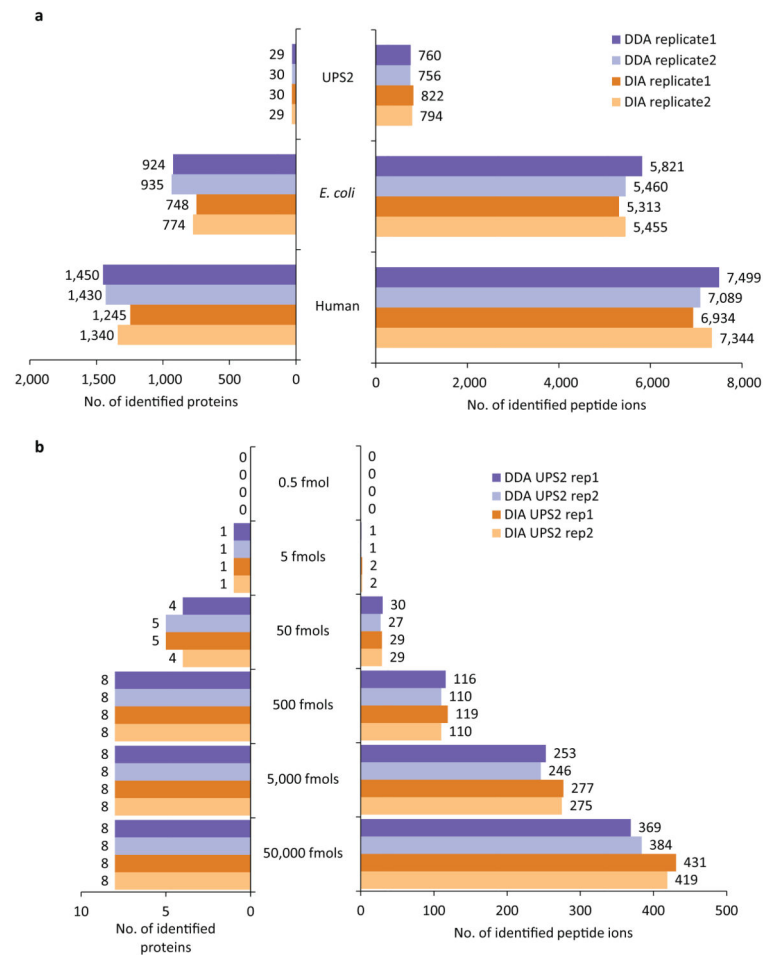 a
29
30
30
29
UPS2
760
756
822
794
DDA replicate1
DDA replicate2
DIA replicate1
DIA replicate2
924
935
748
774
E. coli
5,821
5,460
5,313
5,455
1,450
1,430
1,245
1,340
Human
7,499
7,089
6,934
7,344
2,000 1,500 1,000 500 0
No. of identified proteins
0 2,000 4,000 6,000 8,000
No. of identified peptide ions
b
0
0
0
0
0.5 fmol
0
0
0
0
DDA UPS2 rep1
DDA UPS2 rep2
DIA UPS2 rep1
DIA UPS2 rep2
1
1
1
1
5 fmols
1
1
2
2
4
5
5
4
50 fmols
30
27
29
29
8
8
8
8
500 fmols
116
110
119
110
8
8
8
8
5,000 fmols
253
246
277
275
8
8
8
8
50,000 fmols
369
384
431
419
10 5 0
No. of identified
proteins
0 100 200 300 400 500
No. of identified peptide ions